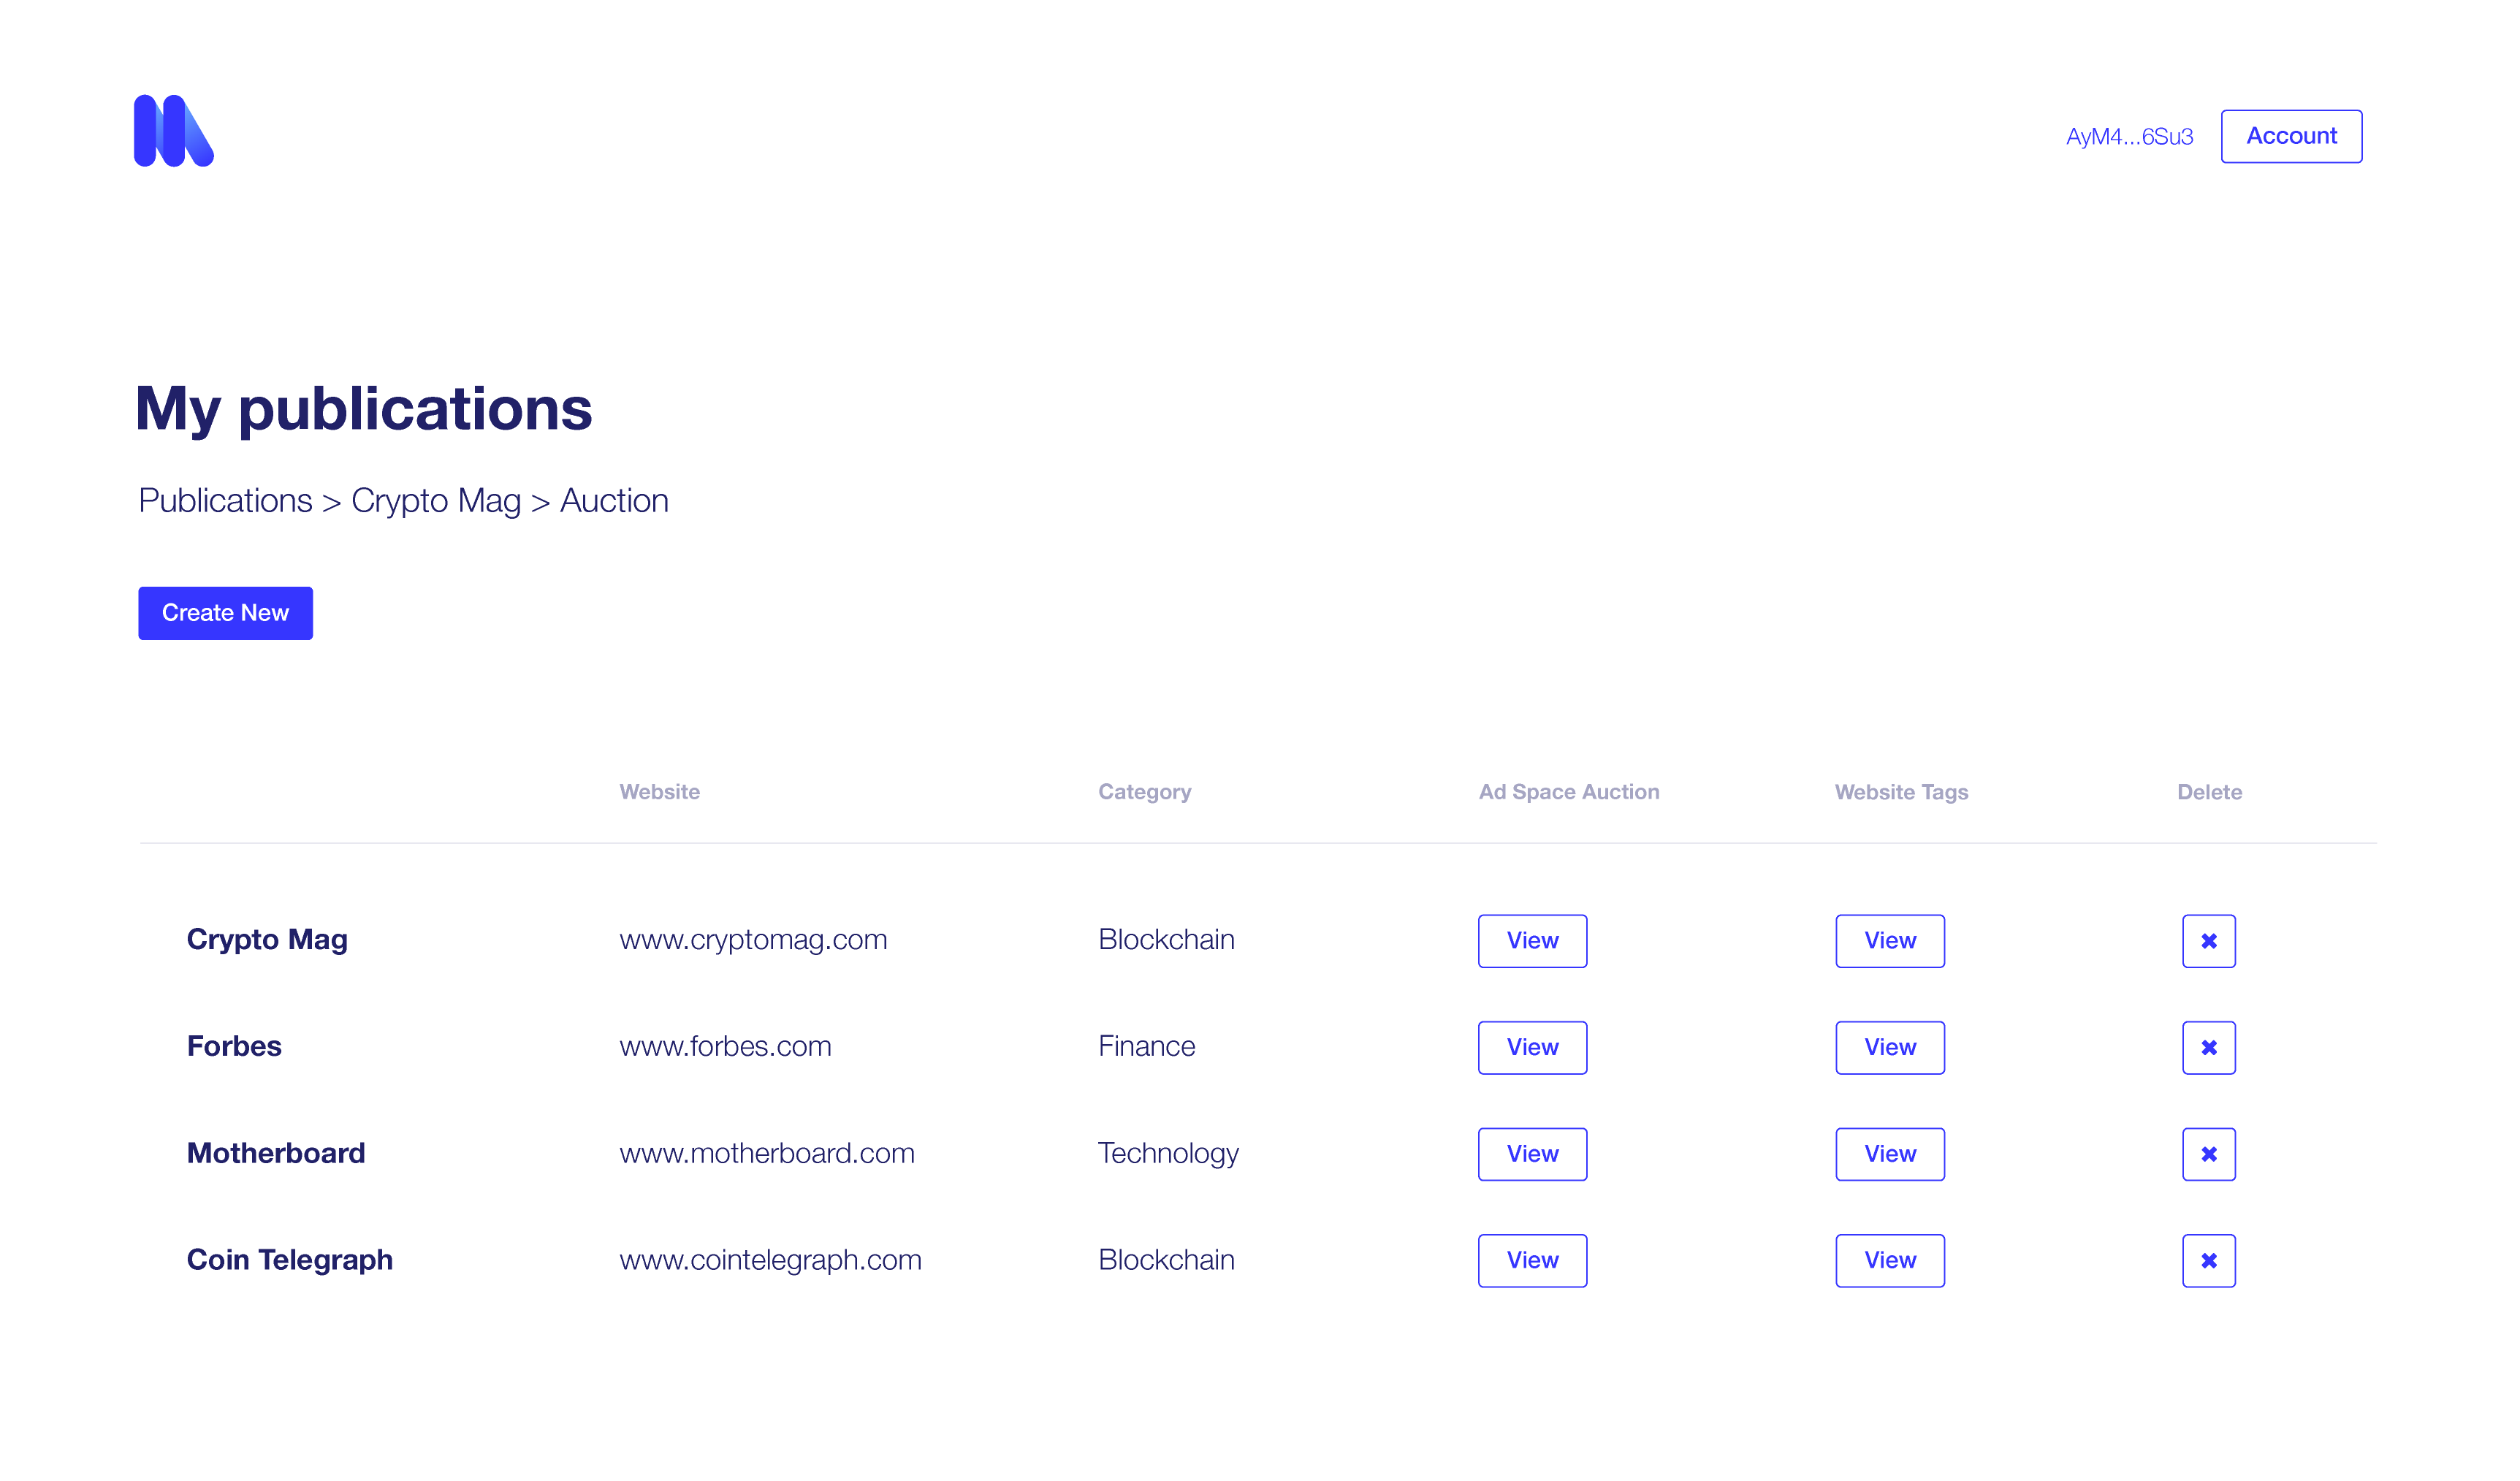 AyM4...6Su3 Account
My publications
Publications > Crypto Mag > Auction
Create New
Website Category Ad Space Auction Website Tags Delete
Crypto Mag www.cryptomag.com Blockchain View View
Forbes www.forbes.com Finance View View
Motherboard www.motherboard.com Technology View View
Coin Telegraph www.cointelegraph.com Blockchain View View